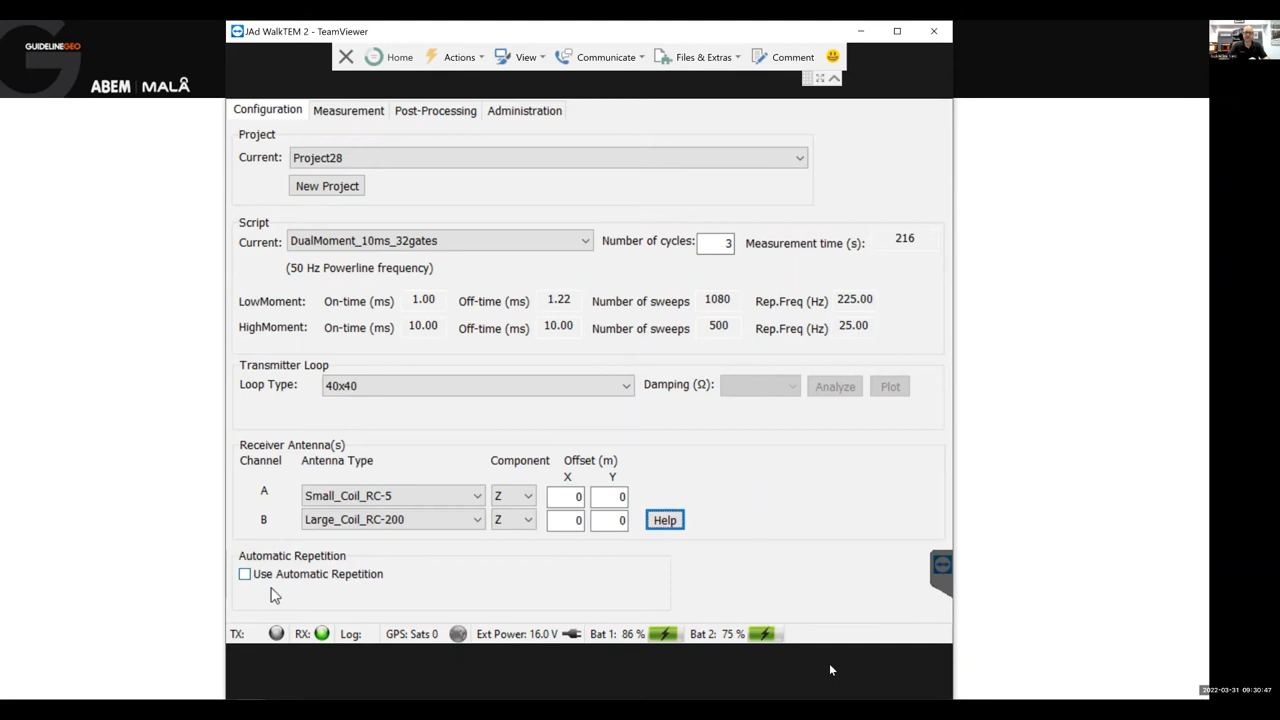 JAd WalkTEM 2 - TeamViewer
GUIDELINEGEO
ABEM | MALÅ
Home Actions View Communicate Files & Extras Comment
Configuration Measurement Post-Processing Administration
Project
Current: Project28
New Project
Script
Current: DualMoment_10ms_32gates Number of cycles: 3 Measurement time (s): 216
(50 Hz Powerline frequency)
LowMoment: On-time (ms) 1.00 Off-time (ms) 1.22 Number of sweeps 1080 Rep.Freq (Hz) 225.00
HighMoment: On-time (ms) 10.00 Off-time (ms) 10.00 Number of sweeps 500 Rep.Freq (Hz) 25.00
Transmitter Loop
Loop Type: 40x40 Damping (Ω): Analyze Plot
Receiver Antenna(s)
Channel Antenna Type Component Offset (m)
X Y
A Small_Coil_RC-5 Z 0 0
B Large_Coil_RC-200 Z 0 0 Help
Automatic Repetition
Use Automatic Repetition
TX: RX: Log: GPS: Sats 0 Ext Power: 16.0 V Bat 1: 86 % Bat 2: 75 %
2022-03-31 09:30:47